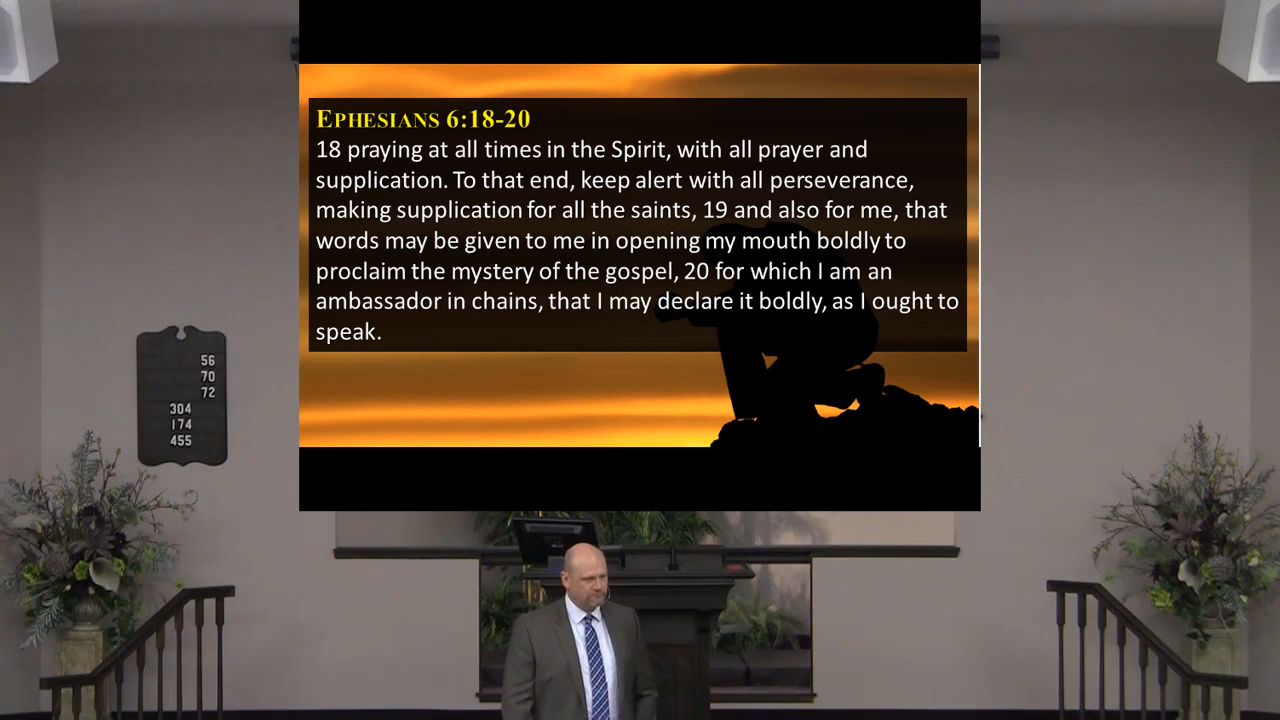 EPHESIANS 6:18-20
18 praying at all times in the Spirit, with all prayer and
supplication. To that end, keep alert with all perseverance,
making supplication for all the saints, 19 and also for me, that
words may be given to me in opening my mouth boldly to
proclaim the mystery of the gospel, 20 for which I am an
ambassador in chains, that I may declare it boldly, as I ought to
speak.
56
70
72
304
174
455